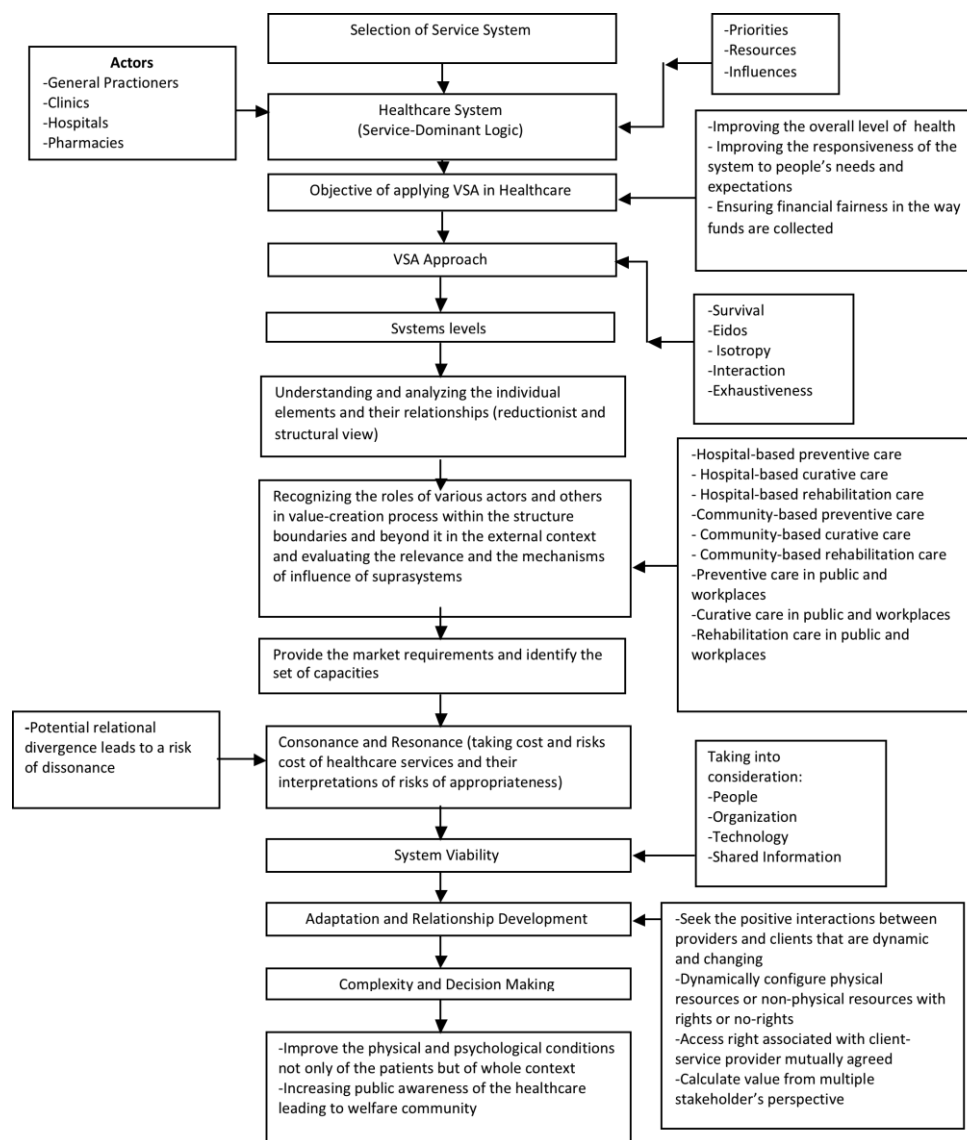 Selection of Service System
Actors
-General Practioners
-Clinics
-Hospitals
-Pharmacies
-Priorities
-Resources
-Influences
Healthcare System
(Service-Dominant Logic)
-Improving the overall level of health
- Improving the responsiveness of the
system to people’s needs and
expectations
- Ensuring financial fairness in the way
funds are collected
Objective of applying VSA in Healthcare
VSA Approach
-Survival
-Eidos
- Isotropy
-Interaction
-Exhaustiveness
Systems levels
Understanding and analyzing the individual
elements and their relationships (reductionist and
structural view)
-Hospital-based preventive care
- Hospital-based curative care
- Hospital-based rehabilitation care
-Community-based preventive care
- Community-based curative care
- Community-based rehabilitation care
-Preventive care in public and
workplaces
-Curative care in public and workplaces
-Rehabilitation care in public and
workplaces
Recognizing the roles of various actors and others
in value-creation process within the structure
boundaries and beyond it in the external context
and evaluating the relevance and the mechanisms
of influence of suprasystems
Provide the market requirements and identify the
set of capacities
-Potential relational
divergence leads to a risk
of dissonance
Consonance and Resonance (taking cost and risks
cost of healthcare services and their
interpretations of risks of appropriateness)
Taking into
consideration:
-People
-Organization
-Technology
-Shared Information
System Viability
Adaptation and Relationship Development
-Seek the positive interactions between
providers and clients that are dynamic
and changing
-Dynamically configure physical
resources or non-physical resources with
rights or no-rights
-Access right associated with client-
service provider mutually agreed
-Calculate value from multiple
stakeholder’s perspective
Complexity and Decision Making
-Improve the physical and psychological conditions
not only of the patients but of whole context
-Increasing public awareness of the healthcare
leading to welfare community